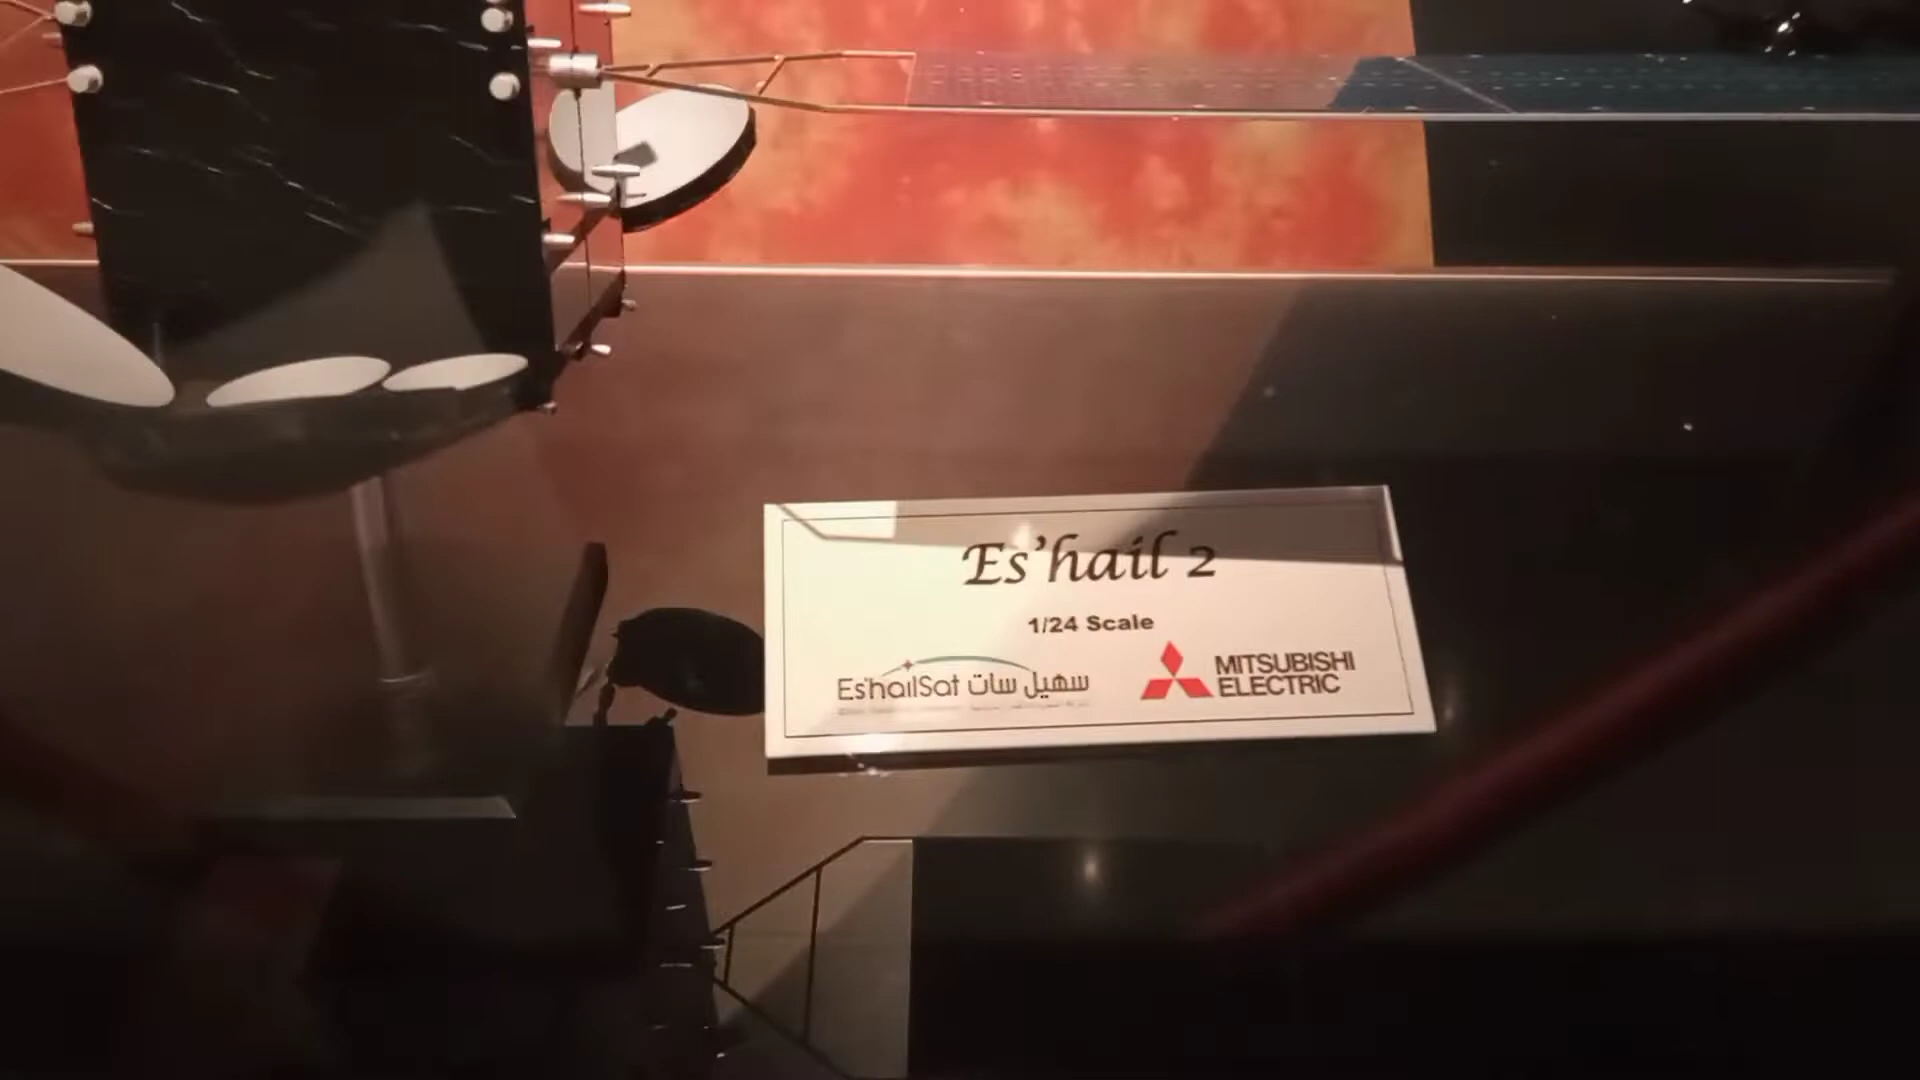 Es'hail 2
1/24 Scale
Es'hailSat سهيل سات
MITSUBISHI
ELECTRIC